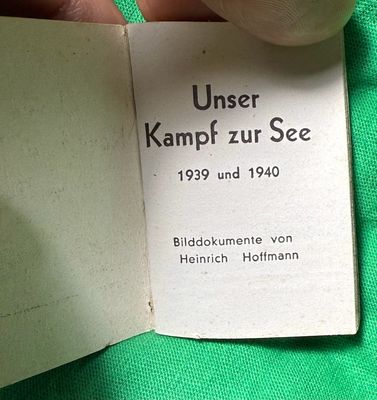 Unser
Kampf zur See
1939 und 1940
Bilddokumente von
Heinrich Hoffmann